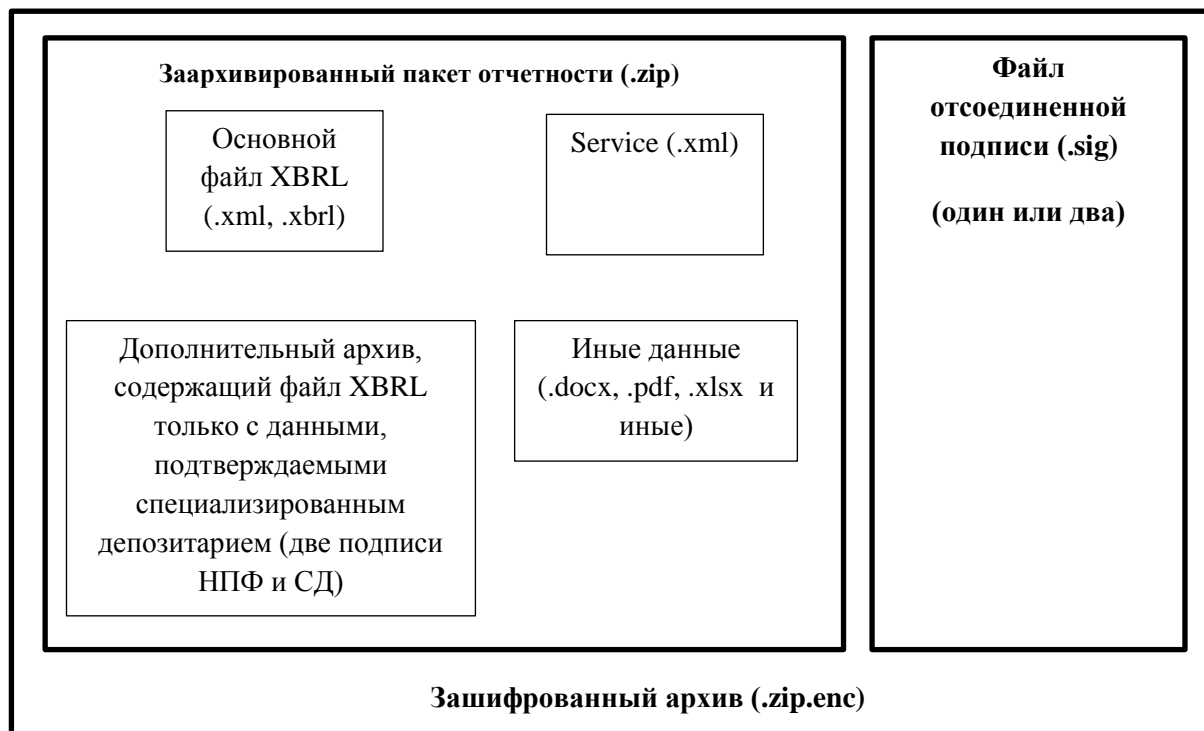 Заархивированный пакет отчетности (.zip)
Основной
файл XBRL
(.xml, .xbrl)
Service (.xml)
Дополнительный архив,
содержащий файл XBRL
только с данными,
подтверждаемыми
специализированным
депозитарием (две подписи
НПФ и СД)
Иные данные
(.docx, .pdf, .xlsx и
иные)
Файл
отсоединенной
подписи (.sig)
(один или два)
Зашифрованный архив (.zip.enc)